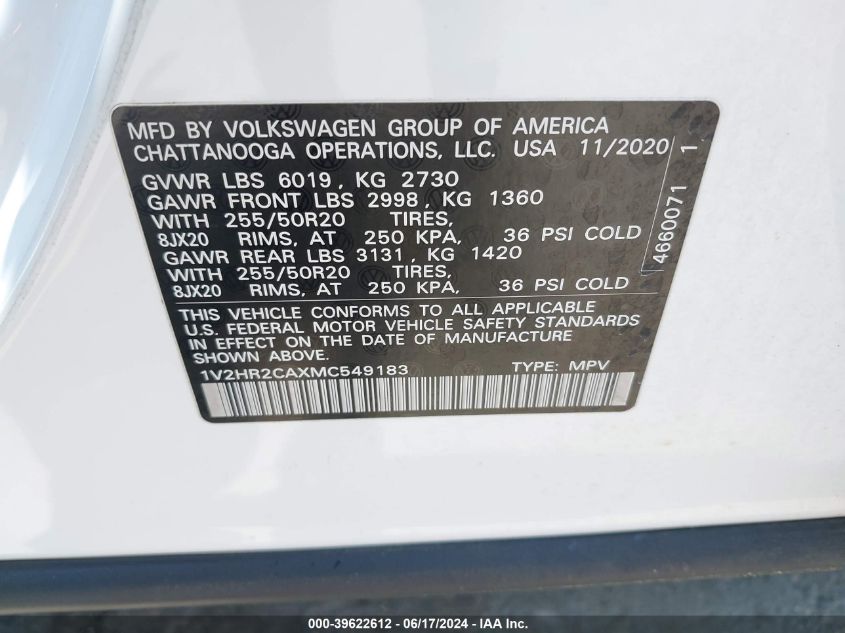 MFD BY VOLKSWAGEN GROUP OF AMERICA
CHATTANOOGA OPERATIONS, LLC. USA 11/2020
GVWR LBS 6019, KG 2730
GAWR FRONT LBS 2998, KG 1360
WITH 255/50R20 TIRES,
8JX20 RIMS, AT 250 KPA, 36 PSI COLD
GAWR REAR LBS 3131, KG 1420
WITH 255/50R20 TIRES,
8JX20 RIMS, AT 250 KPA, 36 PSI COLD
THIS VEHICLE CONFORMS TO ALL APPLICABLE
U.S. FEDERAL MOTOR VEHICLE SAFETY STANDARDS
IN EFFECT ON THE DATE OF MANUFACTURE
SHOWN ABOVE.
1V2HR2CAXMC549183 TYPE: MPV
4660071 1
000-39622612 - 06/17/2024 - WWW.IAAI.COM